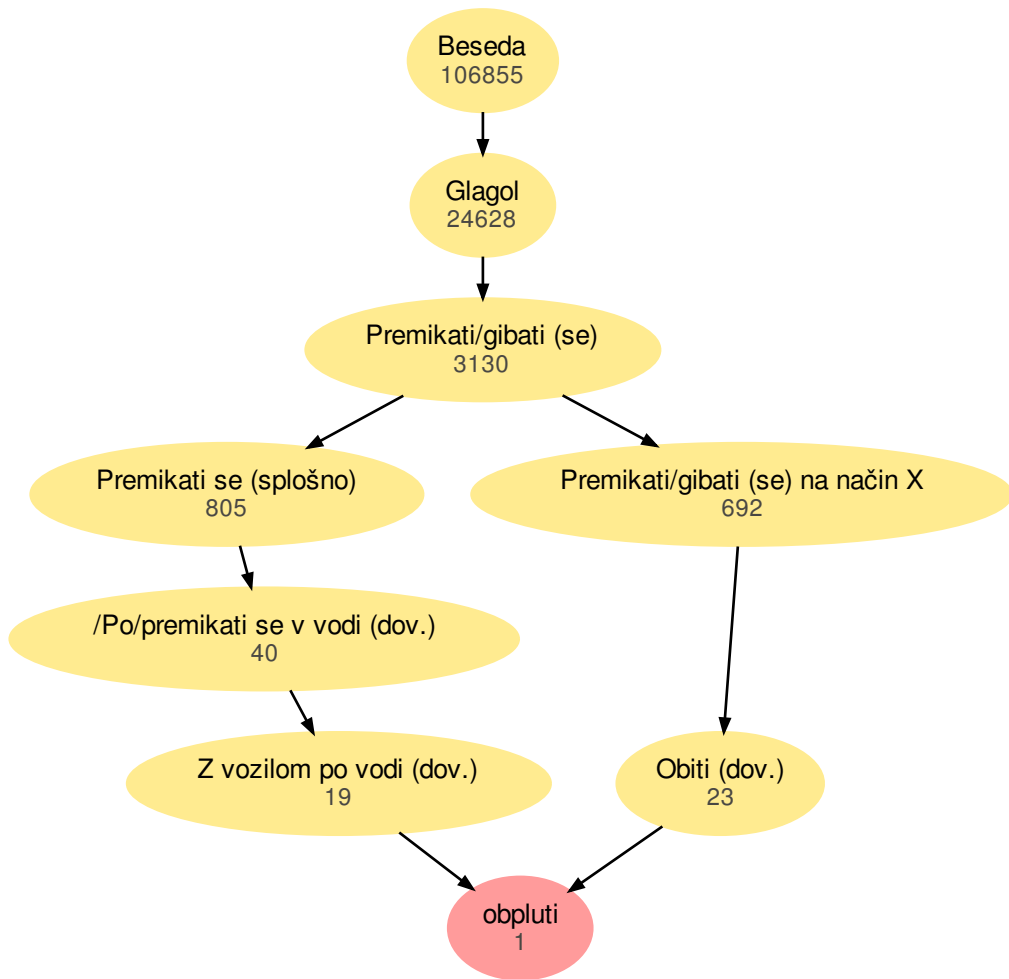 Beseda
106855
Glagol
24628
Premikati/gibati (se)
3130
Premikati se (splošno)
805
Premikati/gibati (se) na način X
692
/Po/premikati se v vodi (dov.)
40
Z vozilom po vodi (dov.)
19
Obiti (dov.)
23
obpluti
1